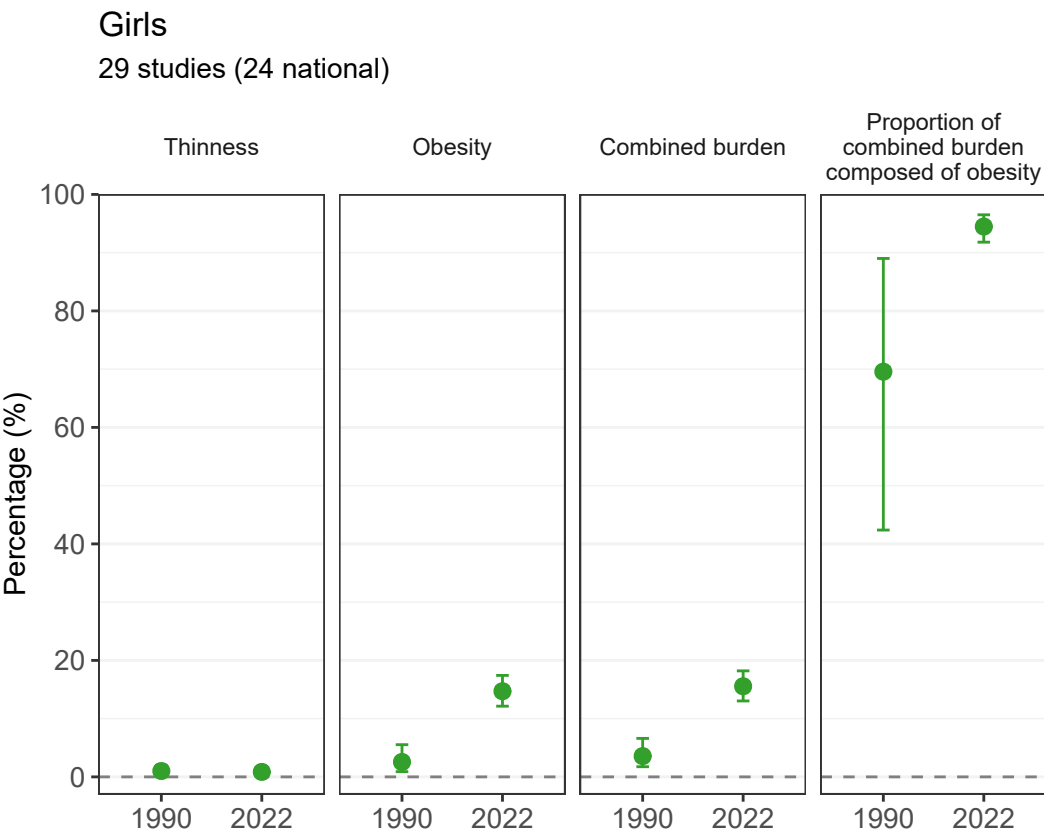 Girls
29 studies (24 national)
Thinness
Obesity
Combined burden
Proportion of
combined burden
composed of obesity
Percentage (%)
100
80
60
40
20
0
1990 2022
1990 2022
1990 2022
1990 2022